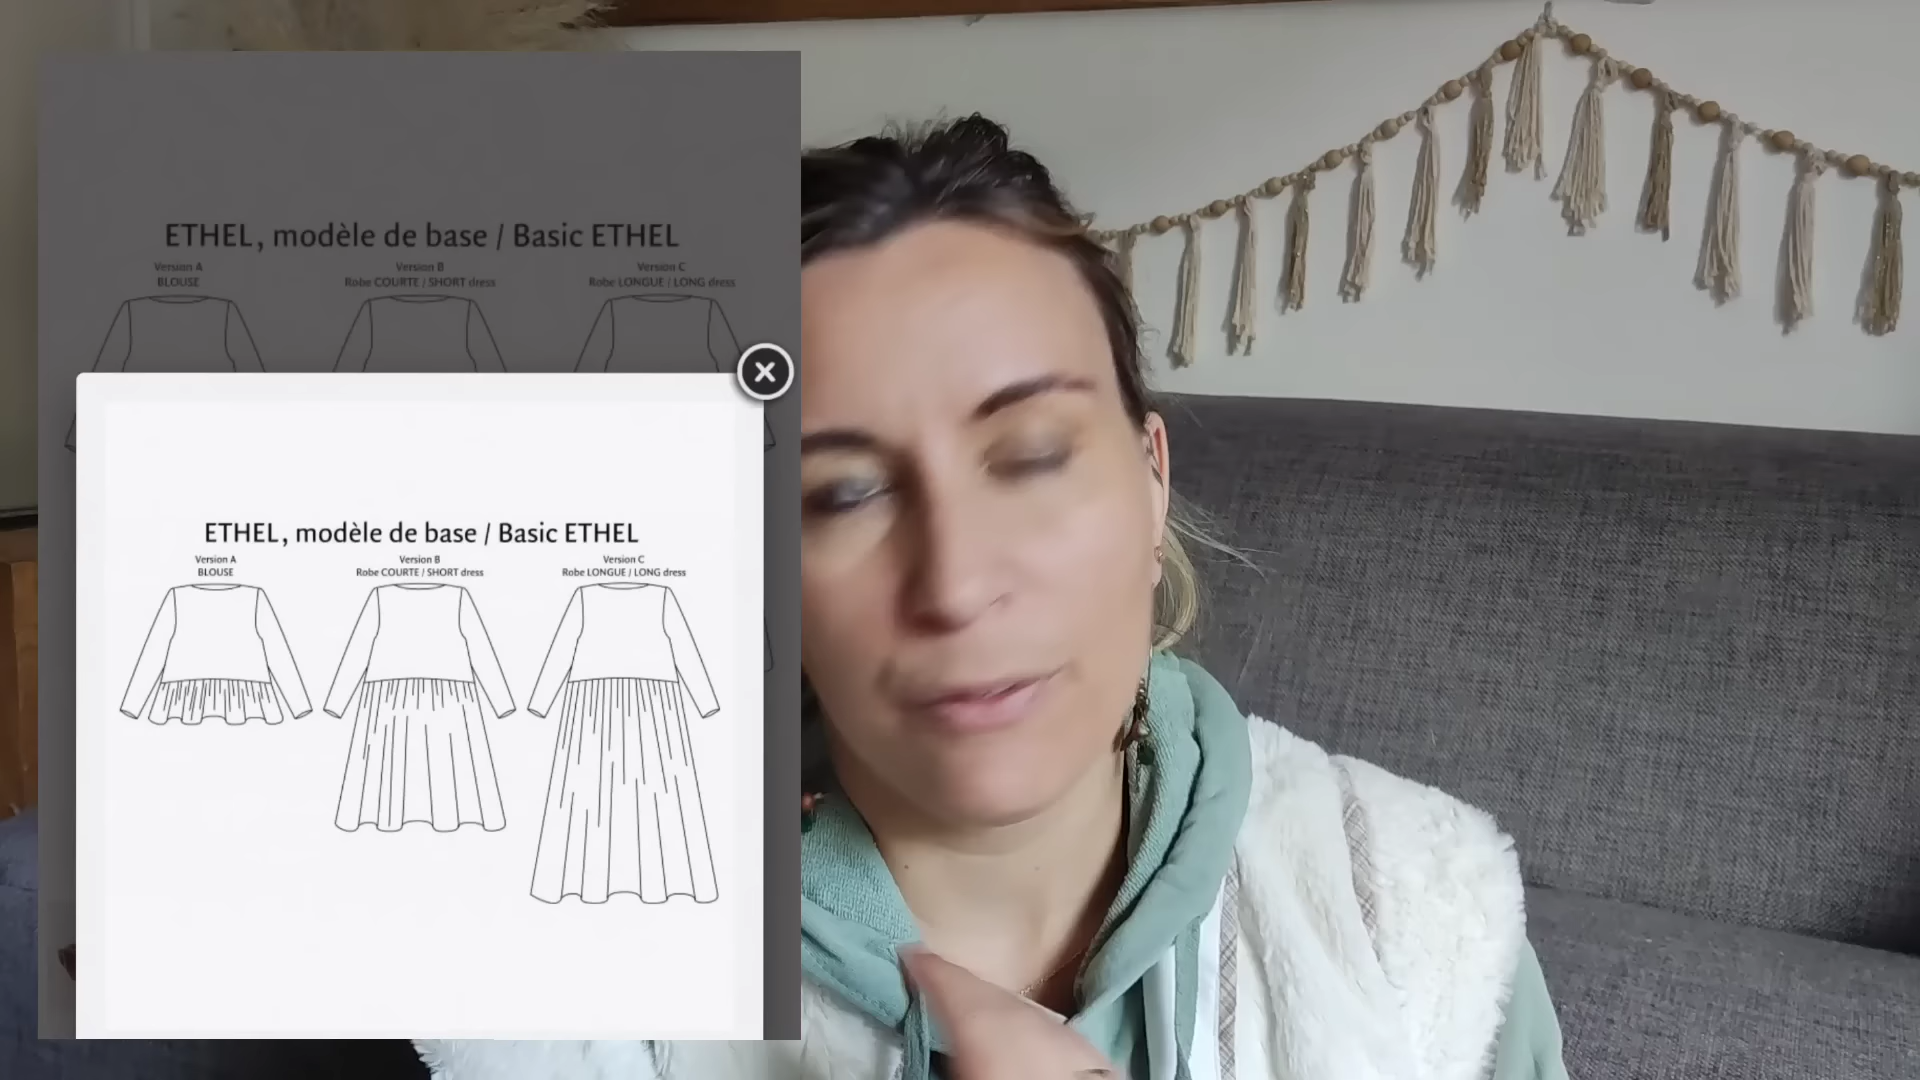 ETHEL, modèle de base / Basic ETHEL
Version A
BLOUSE
Version B
Robe COURTE / SHORT dress
Version C
Robe LONGUE / LONG dress
ETHEL, modèle de base / Basic ETHEL
Version A
BLOUSE
Version B
Robe COURTE / SHORT dress
Version C
Robe LONGUE / LONG dress